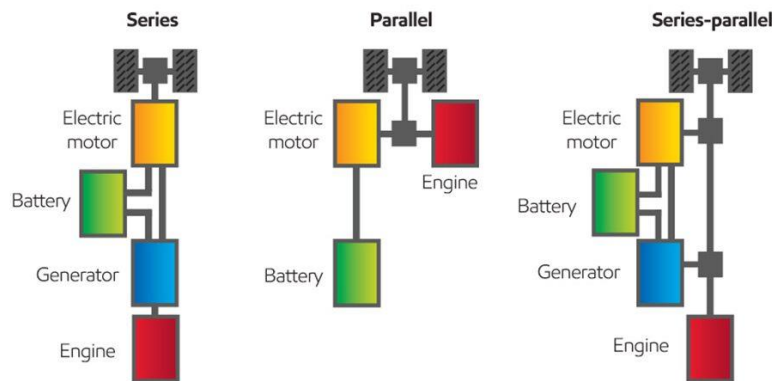 Series
Electric
motor
Battery
Generator
Engine
Parallel
Electric
motor
Engine
Battery
Series-parallel
Electric
motor
Battery
Generator
Engine